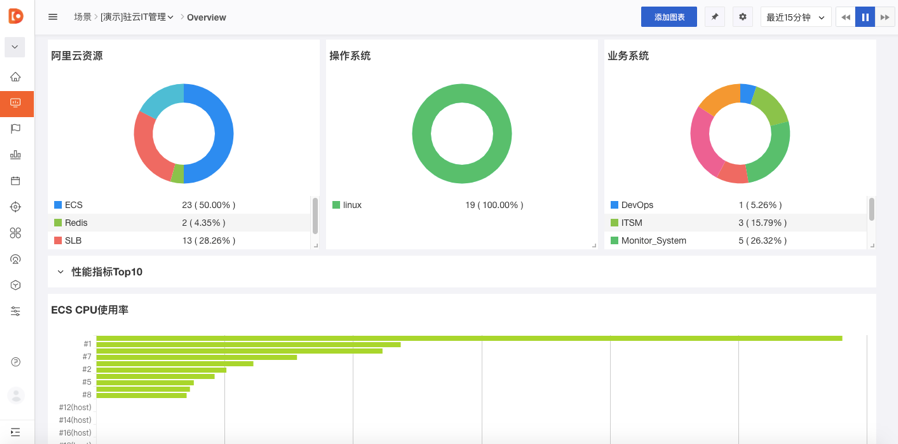 场景 > [演示]驻云IT管理 > Overview
添加图表
最近15分钟
阿里云资源
ECS 23 ( 50.00% )
Redis 2 ( 4.35% )
SLB 13 ( 28.26% )
操作系统
linux 19 ( 100.00% )
业务系统
DevOps 1 ( 5.26% )
ITSM 3 ( 15.79% )
Monitor_System 5 ( 26.32% )
性能指标Top10
ECS CPU使用率
#1
#7
#2
#5
#8
#12(host)
#14(host)
#16(host)